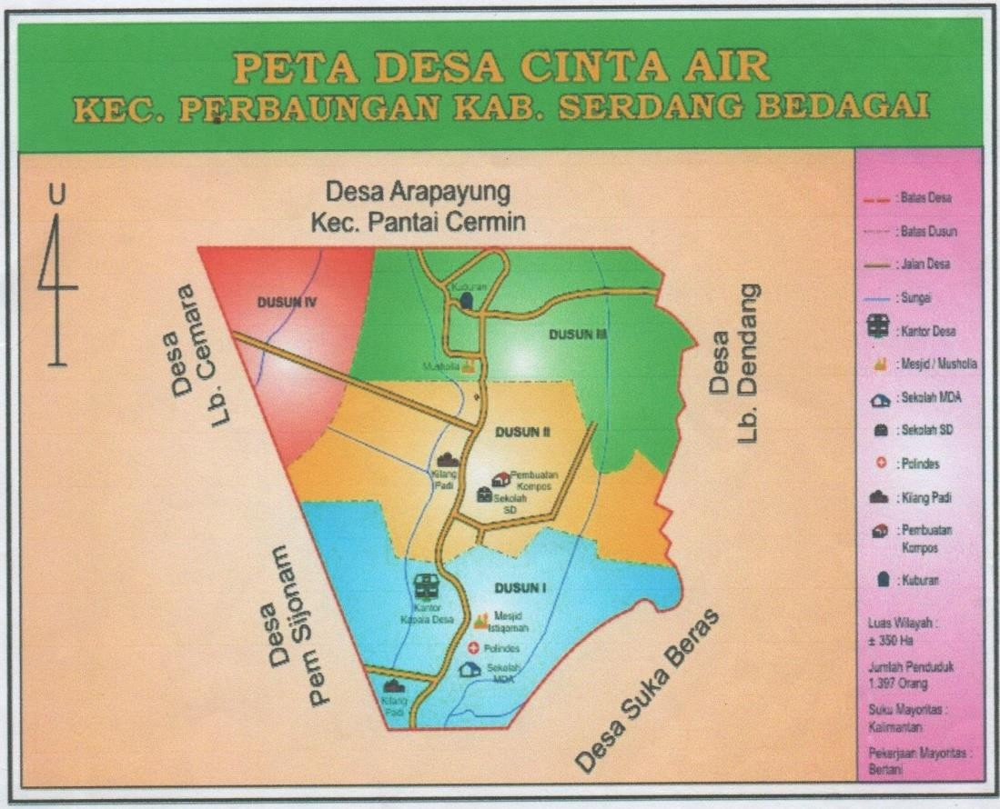 PETA DESA CINTA AIR
KEC. PERBAUNGAN KAB. SERDANG BEDAGAI
U
Desa Arapayung
Kec. Pantai Cermin
Desa
Lb. Cemara
Desa
Lb. Dendang
Desa
Pem Sijonam
Desa Suka Beras
DUSUN IV
Kuburan
DUSUN III
Musholla
DUSUN II
Kilang
Padi
Pembuatan
Kompos
Sekolah
SD
DUSUN I
Kantor
Kepala Desa
Mesjid
Istiqomah
Polindes
Sekolah
MDA
Kilang
Padi
: Batas Desa
: Batas Dusun
: Jalan Desa
: Sungai
: Kantor Desa
: Mesjid / Musholla
: Sekolah MDA
: Sekolah SD
: Polindes
: Kilang Padi
: Pembuatan
Kompos
: Kuburan
Luas Wilayah :
± 350 Ha
Jumlah Penduduk
1.397 Orang
Suku Mayoritas :
Kalimantan
Pekerjaan Mayoritas :
Bertani